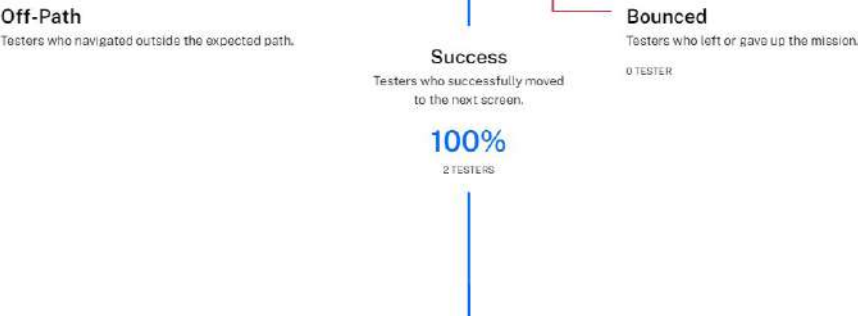 Off-Path
Testers who navigated outside the expected path.
Success
Testers who successfully moved
to the next screen.
100%
2 TESTERS
Bounced
Testers who left or gave up the mission.
0 TESTER